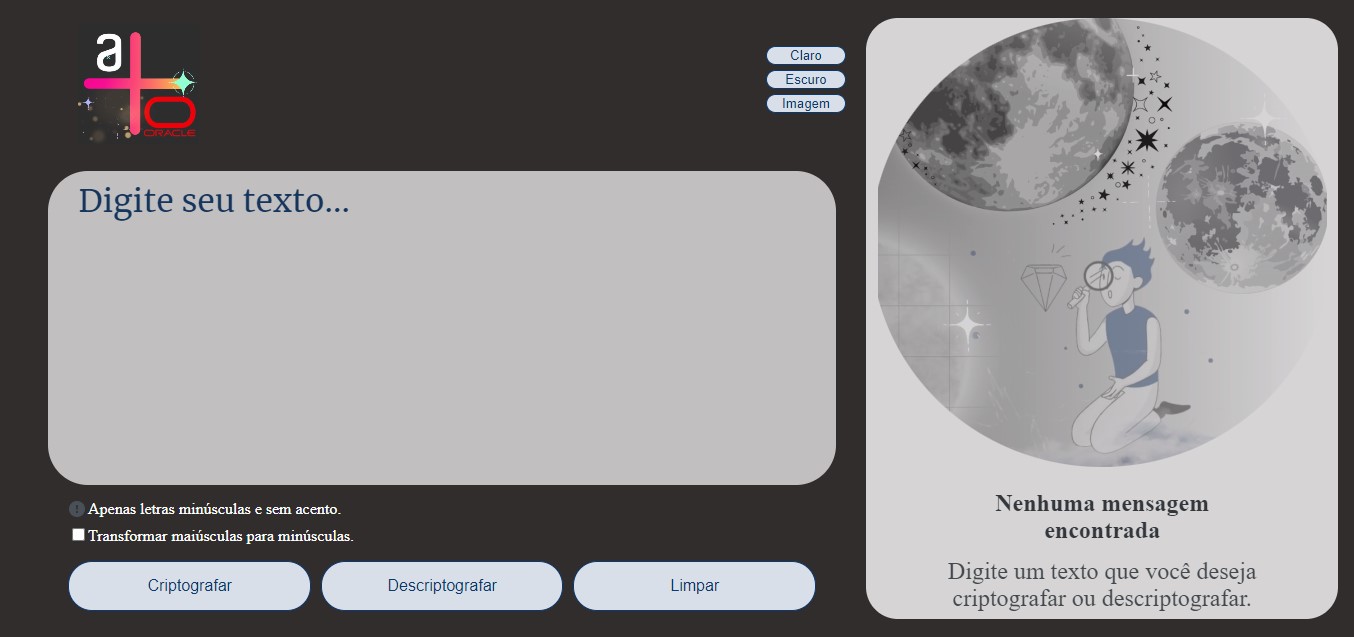 a
ORACLE
Claro
Escuro
Imagem
Digite seu texto...
! Apenas letras minúsculas e sem acento.
Transformar maiúsculas para minúsculas.
Criptografar
Descriptografar
Limpar
Nenhuma mensagem
encontrada
Digite um texto que você deseja
criptografar ou descriptografar.